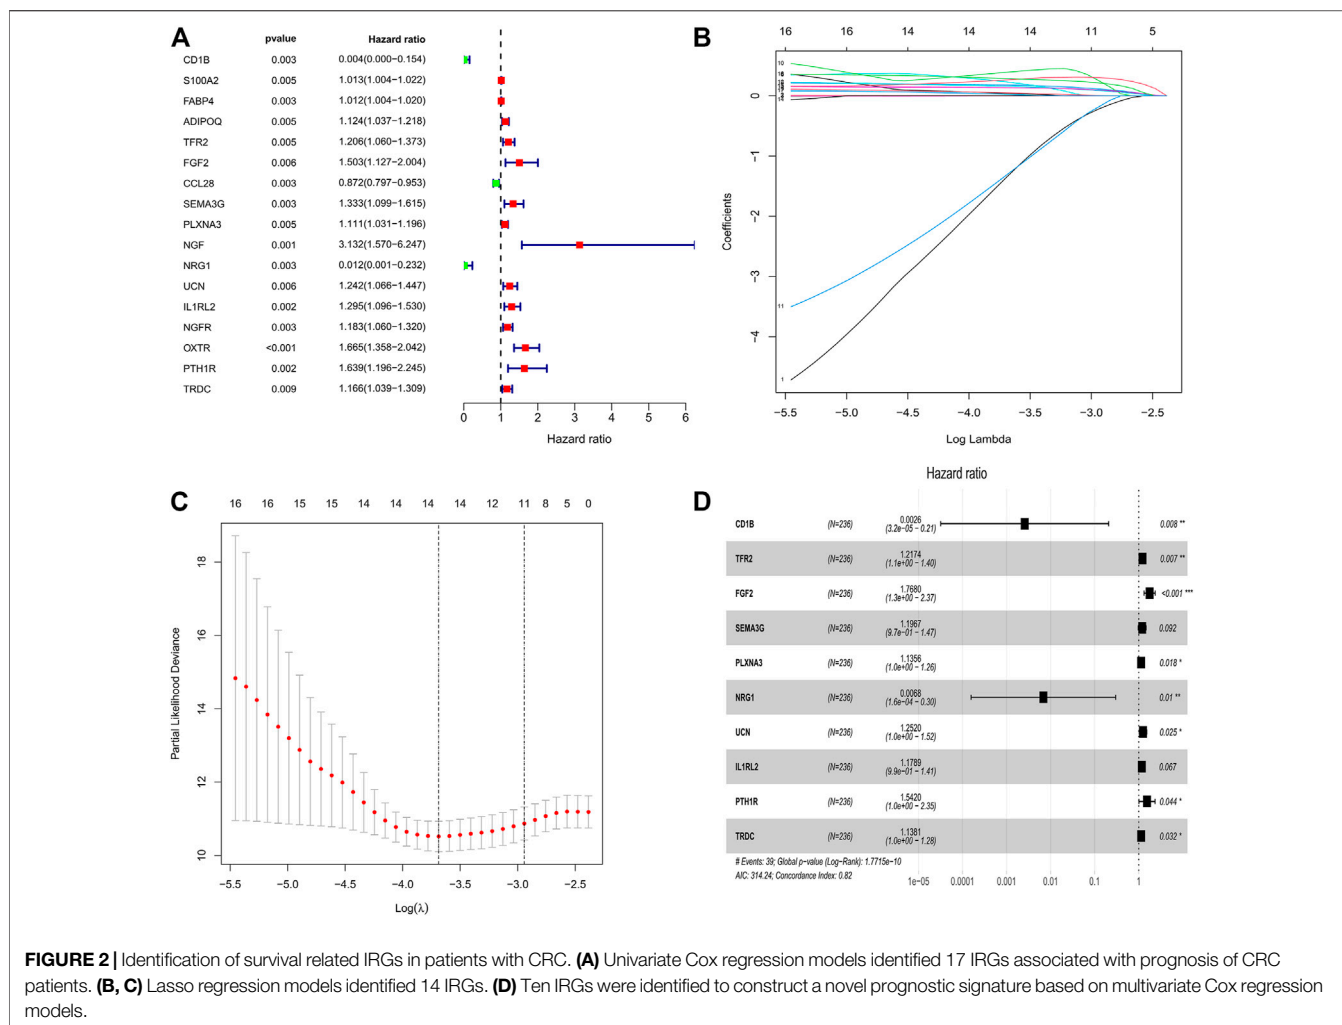 A
pvalue Hazard ratio
CD1B 0.003 0.004(0.000−0.154)
S100A2 0.005 1.013(1.004−1.022)
FABP4 0.003 1.012(1.004−1.020)
ADIPOQ 0.005 1.124(1.037−1.218)
TFR2 0.005 1.206(1.060−1.373)
FGF2 0.006 1.503(1.127−2.004)
CCL28 0.003 0.872(0.797−0.953)
SEMA3G 0.003 1.333(1.099−1.615)
PLXNA3 0.005 1.111(1.031−1.196)
NGF 0.001 3.132(1.570−6.247)
NRG1 0.003 0.012(0.001−0.232)
UCN 0.006 1.242(1.066−1.447)
IL1RL2 0.002 1.295(1.096−1.530)
NGFR 0.003 1.183(1.060−1.320)
OXTR <0.001 1.665(1.358−2.042)
PTH1R 0.002 1.639(1.196−2.245)
TRDC 0.009 1.166(1.039−1.309)
0 1 2 3 4 5 6
Hazard ratio
B
16 16 14 14 14 11 5
0
−1
−2
−3
−4
Coefficients
10
11
1
14
−5.5 −5.0 −4.5 −4.0 −3.5 −3.0 −2.5
Log Lambda
C
16 16 15 15 14 14 14 14 12 11 8 5 0
18
16
14
12
10
Partial Likelihood Deviance
−5.5 −5.0 −4.5 −4.0 −3.5 −3.0 −2.5
Log(λ)
D
Hazard ratio
CD1B (N=236) 0.0026 (3.2e−05 − 0.21) 0.008 **
TFR2 (N=236) 1.2174 (1.1e+00 − 1.40) 0.007 **
FGF2 (N=236) 1.7680 (1.3e+00 − 2.37) <0.001 ***
SEMA3G (N=236) 1.1967 (9.7e−01 − 1.47) 0.092
PLXNA3 (N=236) 1.1356 (1.0e+00 − 1.26) 0.018 *
NRG1 (N=236) 0.0068 (1.6e−04 − 0.30) 0.01 **
UCN (N=236) 1.2520 (1.0e+00 − 1.52) 0.025 *
IL1RL2 (N=236) 1.1789 (9.9e−01 − 1.41) 0.067
PTH1R (N=236) 1.5420 (1.0e+00 − 2.35) 0.044 *
TRDC (N=236) 1.1381 (1.0e+00 − 1.28) 0.032 *
# Events: 39; Global p−value (Log−Rank): 1.7715e−10
AIC: 314.24; Concordance Index: 0.82
1e−05 0.0001 0.001 0.01 0.1 1
FIGURE 2 | Identification of survival related IRGs in patients with CRC. (A) Univariate Cox regression models identified 17 IRGs associated with prognosis of CRC
patients. (B, C) Lasso regression models identified 14 IRGs. (D) Ten IRGs were identified to construct a novel prognostic signature based on multivariate Cox regression
models.